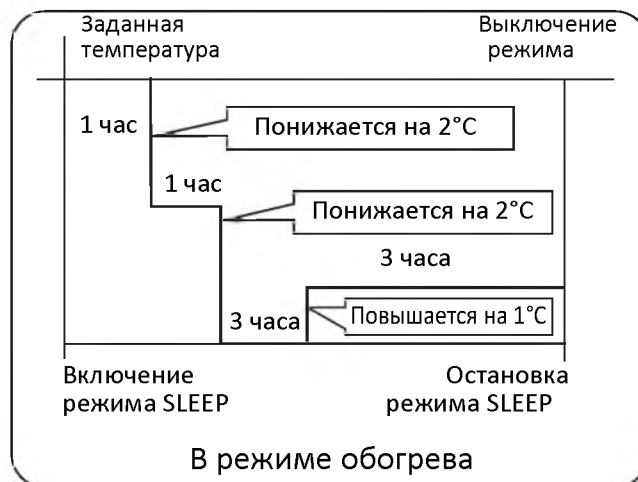 Заданная
температура
Выключение
режима
1 час
Понижается на 2°C
1 час
Понижается на 2°C
3 часа
3 часа
Повышается на 1°C
Включение
режима SLEEP
Остановка
режима SLEEP
В режиме обогрева